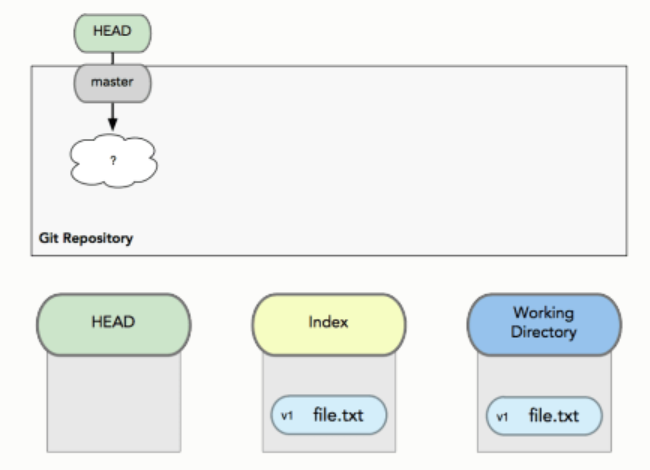 HEAD
master
?
Git Repository
HEAD
Index
Working
Directory
v1 file.txt
v1 file.txt